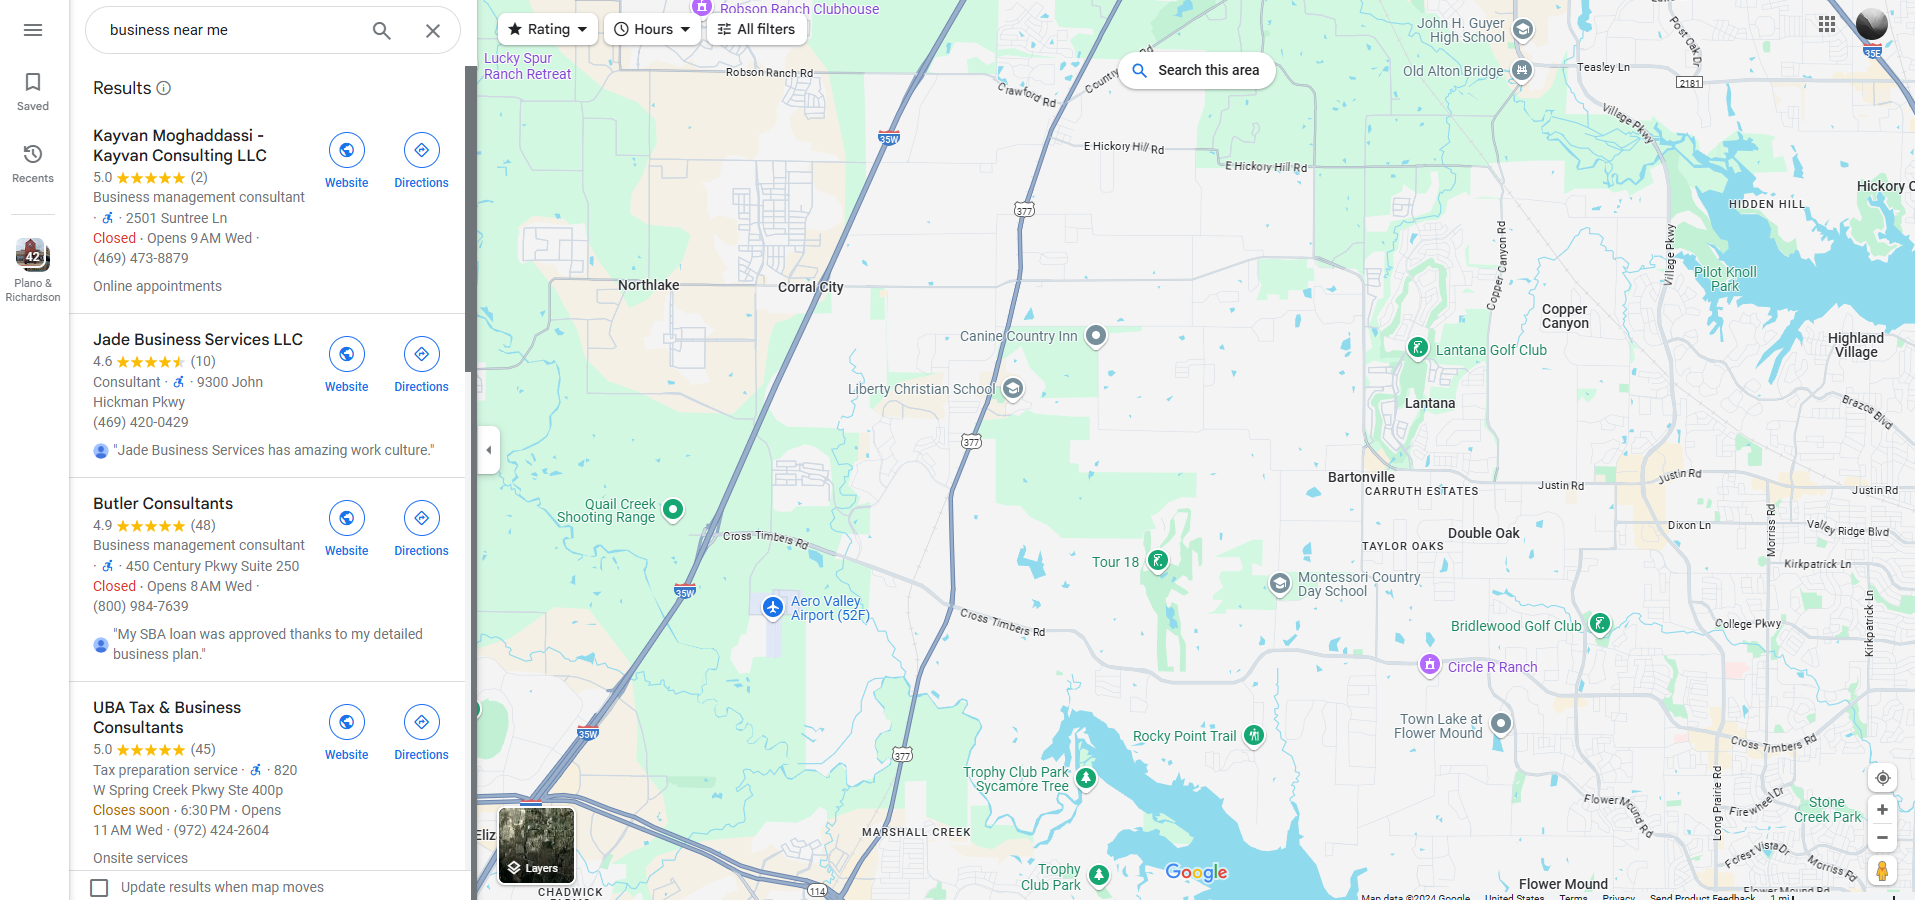 business near me
Saved
Recents
42
Plano &
Richardson
Results
Kayvan Moghaddassi -
Kayvan Consulting LLC
5.0 (2)
Business management consultant
· 2501 Suntree Ln
Closed · Opens 9 AM Wed ·
(469) 473-8879
Online appointments
Website
Directions
Jade Business Services LLC
4.6 (10)
Consultant · · 9300 John
Hickman Pkwy
(469) 420-0429
"Jade Business Services has amazing work culture."
Website
Directions
Butler Consultants
4.9 (48)
Business management consultant
· · 450 Century Pkwy Suite 250
Closed · Opens 8 AM Wed ·
(800) 984-7639
"My SBA loan was approved thanks to my detailed
business plan."
Website
Directions
UBA Tax & Business
Consultants
5.0 (45)
Tax preparation service · · 820
W Spring Creek Pkwy Ste 400p
Closes soon · 6:30 PM · Opens
11 AM Wed · (972) 424-2604
Onsite services
Website
Directions
Update results when map moves
Rating
Hours
All filters
Search this area
Robson Ranch Clubhouse
Lucky Spur
Ranch Retreat
Robson Ranch Rd
Crawford Rd
John H. Guyer
High School
Old Alton Bridge
Teasley Ln
Post Oak Dr
2181
35E
Village Pkwy
35W
E Hickory Hill Rd
E Hickory Hill Rd
377
HIDDEN HILL
Copper Canyon Rd
Village Pkwy
Pilot Knoll
Park
Northlake
Corral City
Copper
Canyon
Canine Country Inn
Lantana Golf Club
Highland
Village
Liberty Christian School
Lantana
Brazos Blvd
377
Bartonville
CARRUTH ESTATES
Justin Rd
Justin Rd
Justin Rd
Quail Creek
Shooting Range
Cross Timbers Rd
Double Oak
TAYLOR OAKS
Dixon Ln
Morriss Rd
Valley Ridge Blvd
Tour 18
Kirkpatrick Ln
Montessori Country
Day School
35W
Aero Valley
Airport (52F)
Cross Timbers Rd
Bridlewood Golf Club
College Pkwy
Kirkpatrick Ln
Circle R Ranch
35W
Town Lake at
Flower Mound
Rocky Point Trail
377
Cross Timbers Rd
Trophy Club Park
Sycamore Tree
Long Prairie Rd
Flower Mound Rd
Firewheel Dr
Stone
Creek Park
MARSHALL CREEK
Layers
Forest Vista Dr
Morriss Rd
Trophy
Club Park
Google
114
CHADWICK
Flower Mound
Map data ©2024 Google
United States
Terms
Privacy
Send Product Feedback
1 mi